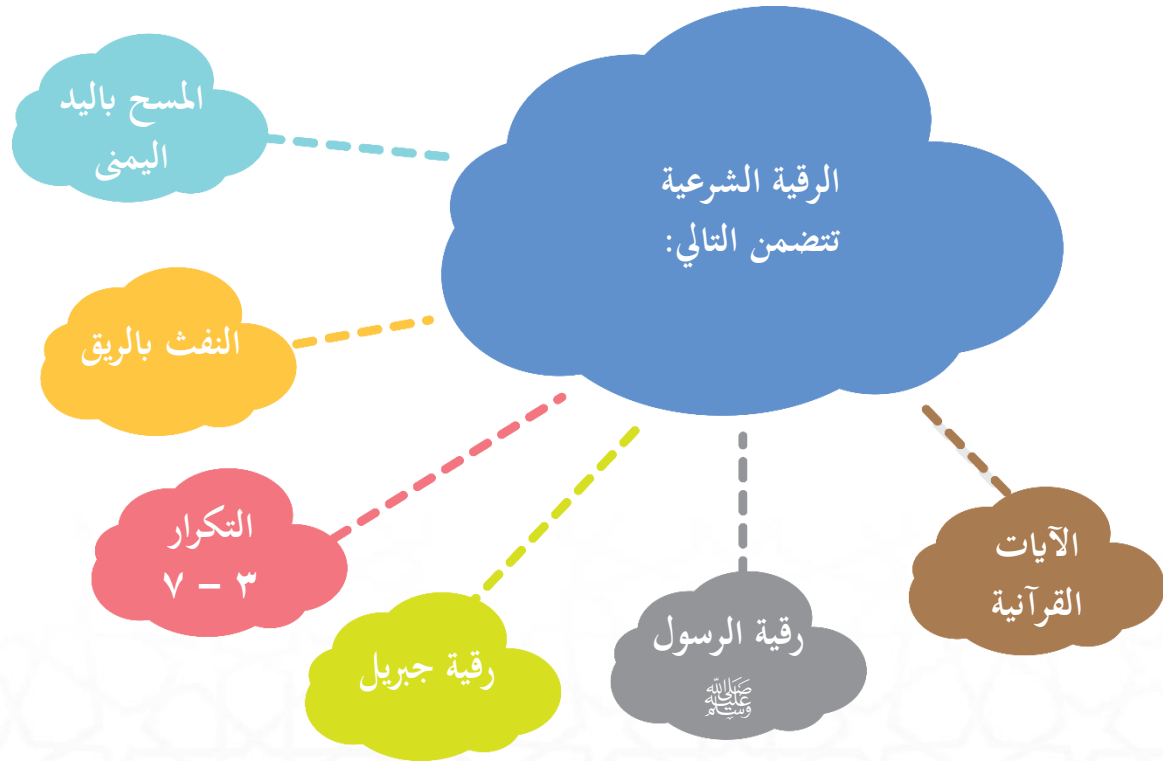 الرقية الشرعية
تتضمن التالي:
المسح باليد
اليمنى
النفث بالريق
التكرار
٣ – ٧
رقية جبريل
رقية الرسول
ﷺ
الآيات
القرآنية